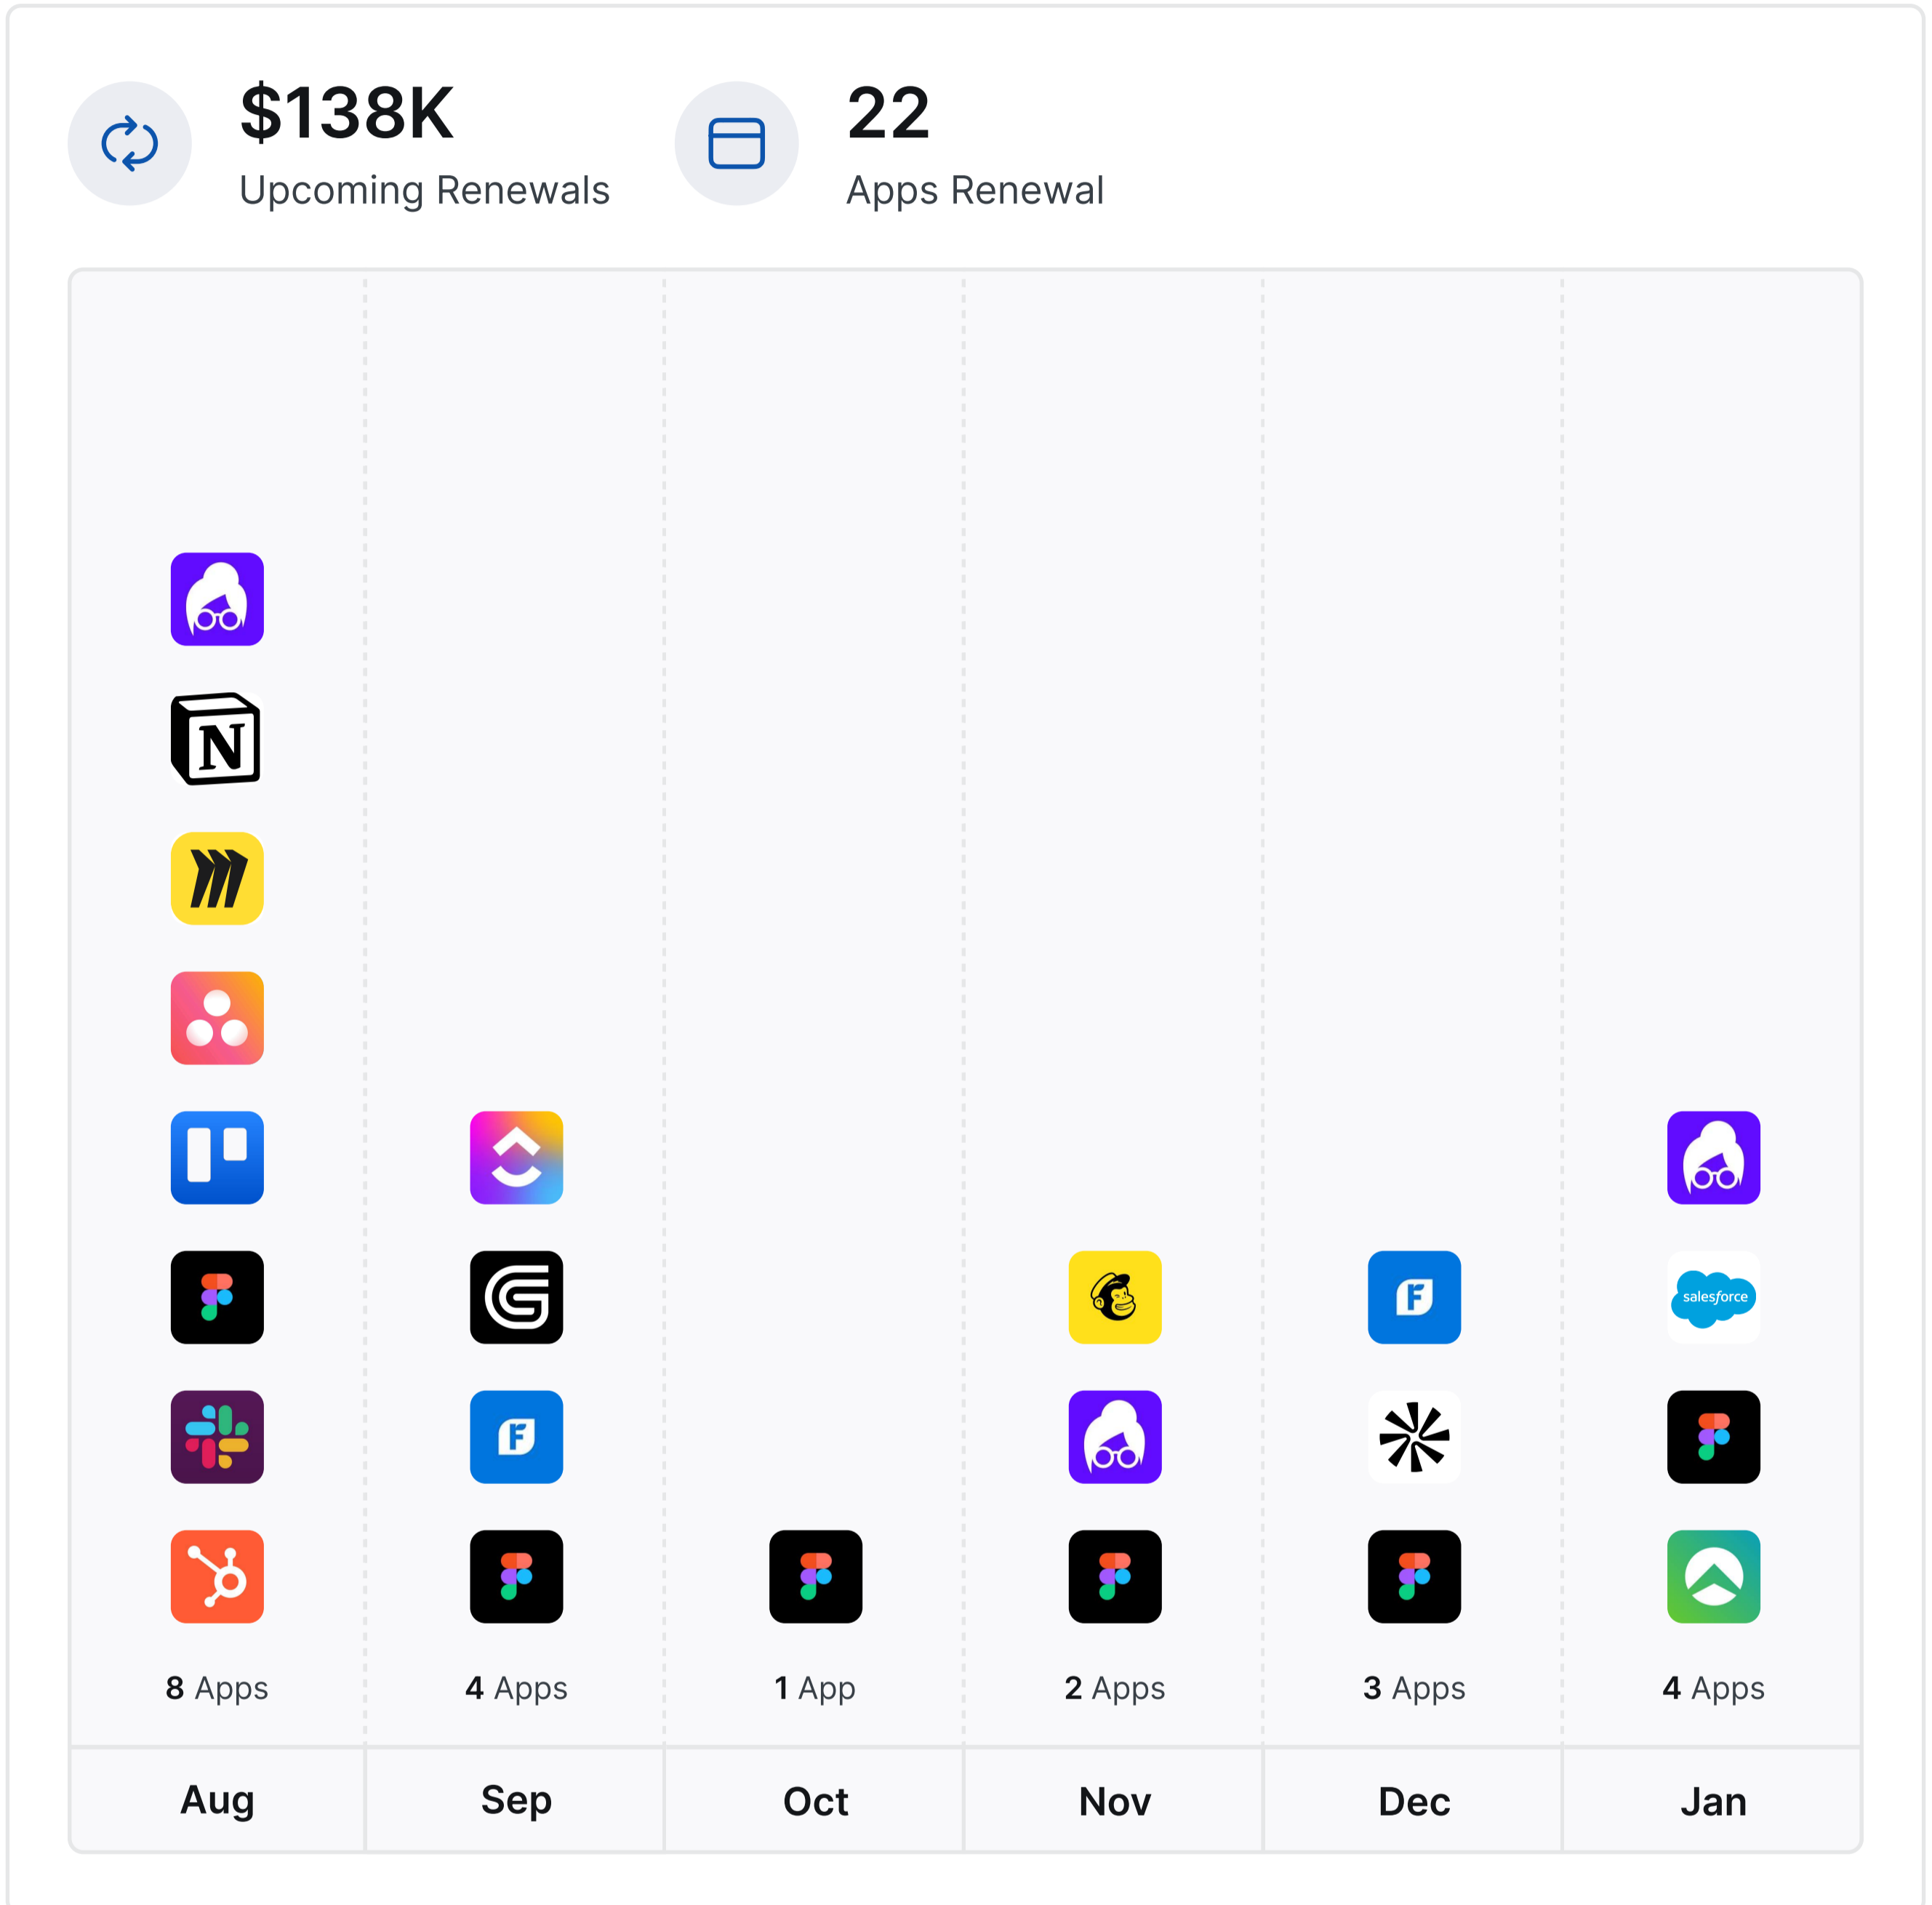 $138K
Upcoming Renewals
22
Apps Renewal
N
salesforce
F
F
8 Apps
4 Apps
1 App
2 Apps
3 Apps
4 Apps
Aug
Sep
Oct
Nov
Dec
Jan